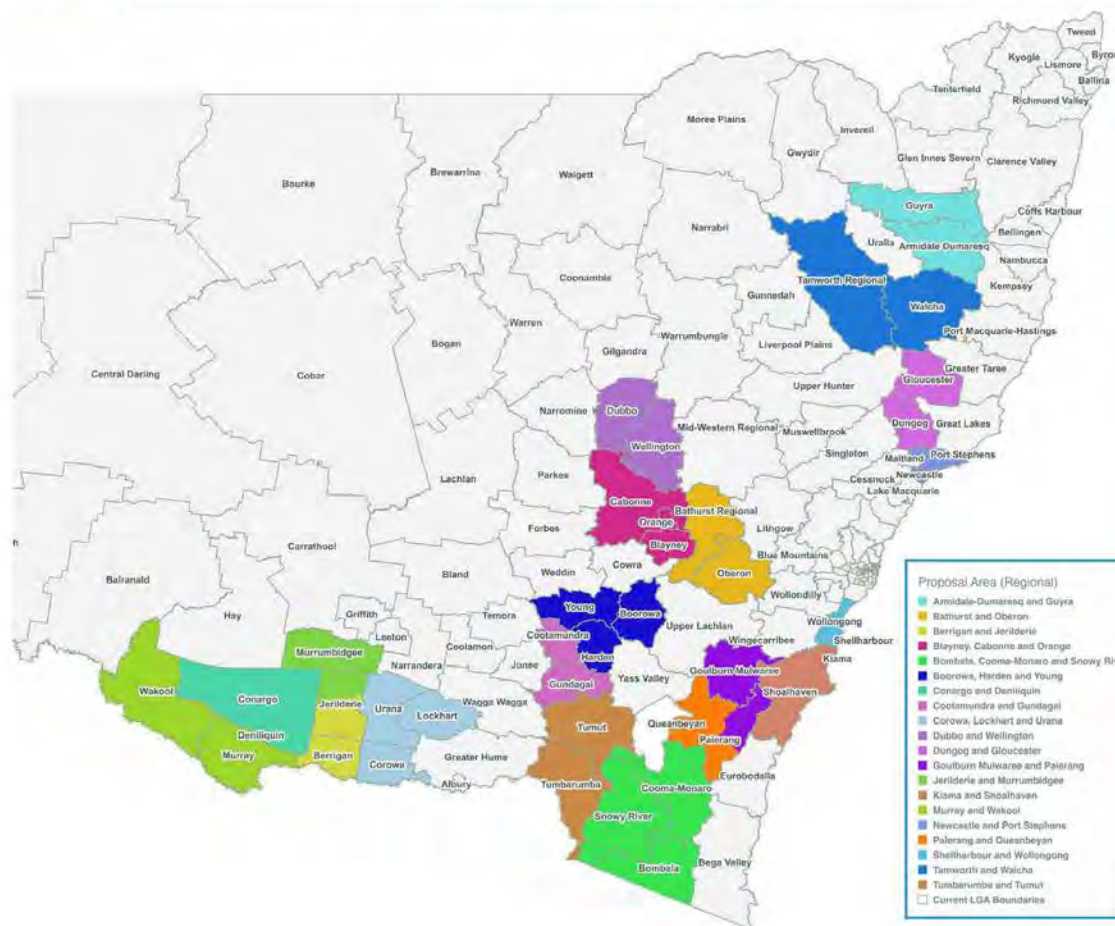 Tweed
Kyogle
Byron
Lismore
Ballina
Tenterfield
Richmond Valley
Moree Plains
Inverell
Gwydir
Glen Innes Severn
Clarence Valley
Bourke
Brewarrina
Walgett
Guyra
Coffs Harbour
Narrabri
Uralla
Armidale Dumaresq
Bellingen
Nambucca
Coonamble
Tamworth Regional
Kempsey
Gunnedah
Walcha
Warren
Port Macquarie-Hastings
Bogan
Warrumbungle
Liverpool Plains
Gilgandra
Central Darling
Cobar
Greater Taree
Gloucester
Upper Hunter
Narromine
Dubbo
Mid-Western Regional
Muswellbrook
Dungog
Great Lakes
Wellington
Singleton
Maitland
Port Stephens
Newcastle
Lachlan
Parkes
Cessnock
Lake Macquarie
Cabonne
Bathurst Regional
Orange
Forbes
Lithgow
Blayney
Carrathool
Blue Mountains
Balranald
Bland
Weddin
Cowra
Oberon
Wollondilly
Hay
Griffith
Temora
Young
Boorowa
Wollongong
Leeton
Coolamon
Cootamundra
Upper Lachlan
Wingecarribee
Shellharbour
Murrumbidgee
Narrandera
Junee
Harden
Kiama
Goulburn Mulwaree
Yass Valley
Wakool
Conargo
Gundagai
Shoalhaven
Jerilderie
Urana
Lockhart
Wagga Wagga
Queanbeyan
Deniliquin
Tumut
Palerang
Murray
Berrigan
Corowa
Greater Hume
Eurobodalla
Albury
Tumbarumba
Cooma-Monaro
Snowy River
Bombala
Bega Valley
Proposal Area (Regional)
Armidale-Dumaresq and Guyra
Bathurst and Oberon
Berrigan and Jerilderie
Blayney, Cabonne and Orange
Bombala, Cooma-Monaro and Snowy Riv
Boorowa, Harden and Young
Conargo and Deniliquin
Cootamundra and Gundagai
Corowa, Lockhart and Urana
Dubbo and Wellington
Dungog and Gloucester
Goulburn Mulwaree and Palerang
Jerilderie and Murrumbidgee
Kiama and Shoalhaven
Murray and Wakool
Newcastle and Port Stephens
Palerang and Queanbeyan
Shellharbour and Wollongong
Tamworth and Walcha
Tumbarumba and Tumut
Current LGA Boundaries